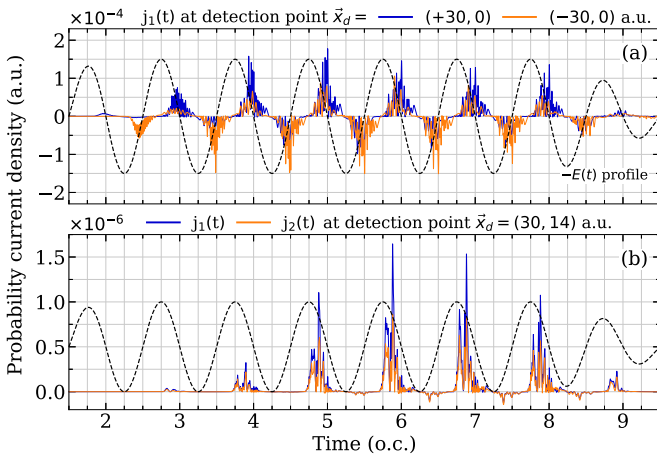 ×10⁻⁴ j₁(t) at detection point x⃗_d = (+30, 0) (−30, 0) a.u.
(a)
1
0
−1
−2
−E(t) profile
Probability current density (a.u.)
×10⁻⁶ j₁(t) j₂(t) at detection point x⃗_d = (30, 14) a.u.
(b)
1.5
1.0
0.5
0.0
2 3 4 5 6 7 8 9
Time (o.c.)